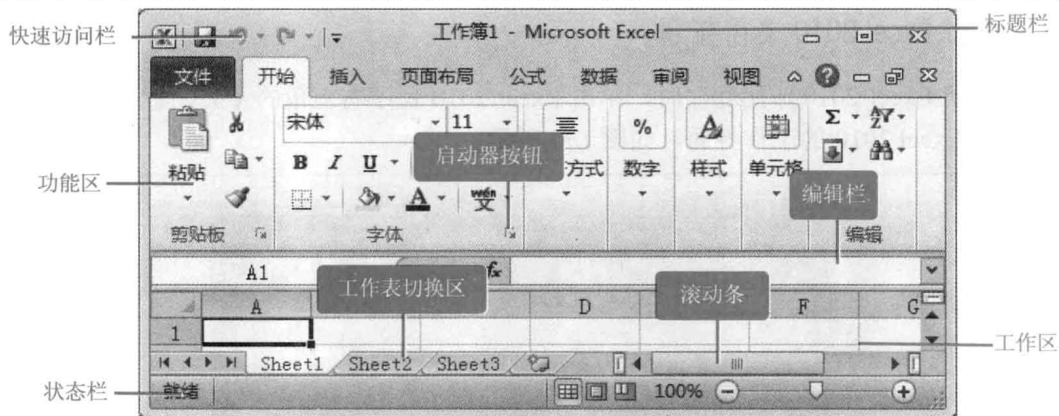 快速访问栏
工作簿1 - Microsoft Excel
标题栏
文件 开始 插入 页面布局 公式 数据 审阅 视图
宋体 11
Σ
粘贴
B I U
启动器按钮
方式 数字 样式 单元格
%
A
功能区
编辑栏
A wén 文
剪贴板 字体 编辑
A1 fx
工作表切换区
滚动条
A D F G
1
工作区
Sheet1 Sheet2 Sheet3
状态栏
就绪 100%